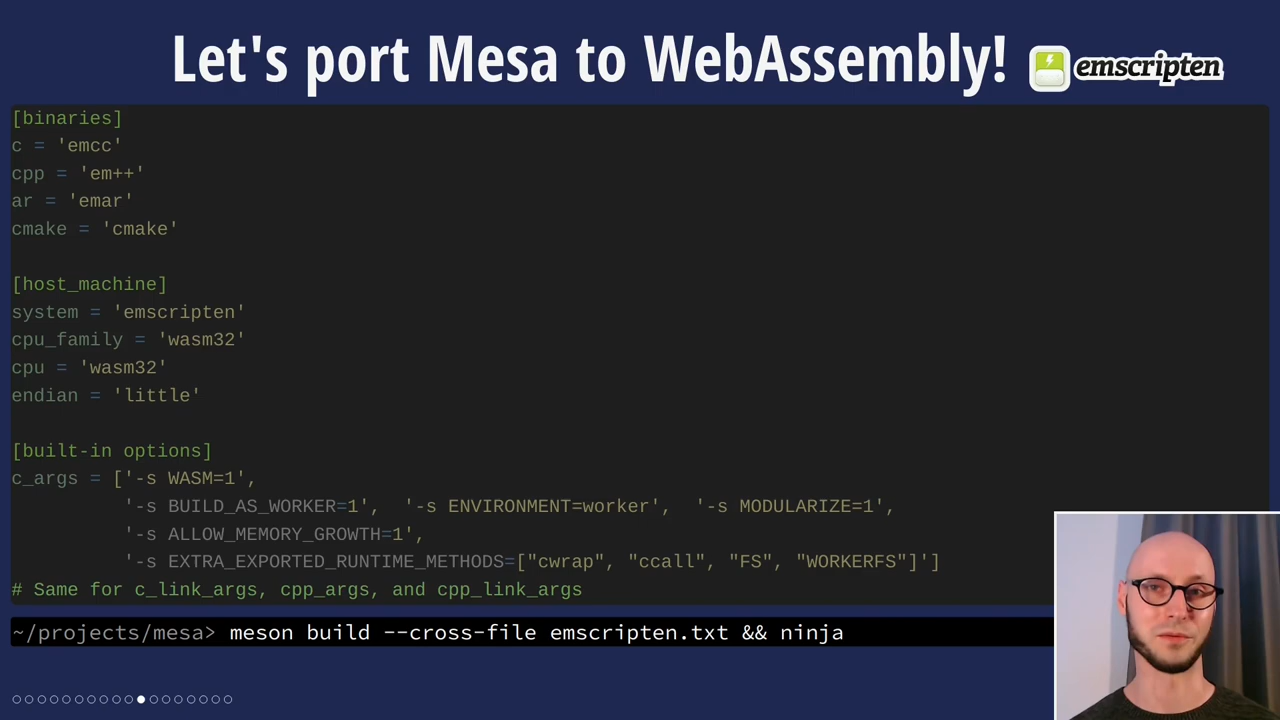 Let's port Mesa to WebAssembly!
emscripten
[binaries]
c = 'emcc'
cpp = 'em++'
ar = 'emar'
cmake = 'cmake'
[host_machine]
system = 'emscripten'
cpu_family = 'wasm32'
cpu = 'wasm32'
endian = 'little'
[built-in options]
c_args = ['-s WASM=1',
'-s BUILD_AS_WORKER=1', '-s ENVIRONMENT=worker', '-s MODULARIZE=1',
'-s ALLOW_MEMORY_GROWTH=1',
'-s EXTRA_EXPORTED_RUNTIME_METHODS=["cwrap", "ccall", "FS", "WORKERFS"]']
# Same for c_link_args, cpp_args, and cpp_link_args
~/projects/mesa> meson build --cross-file emscripten.txt && ninja